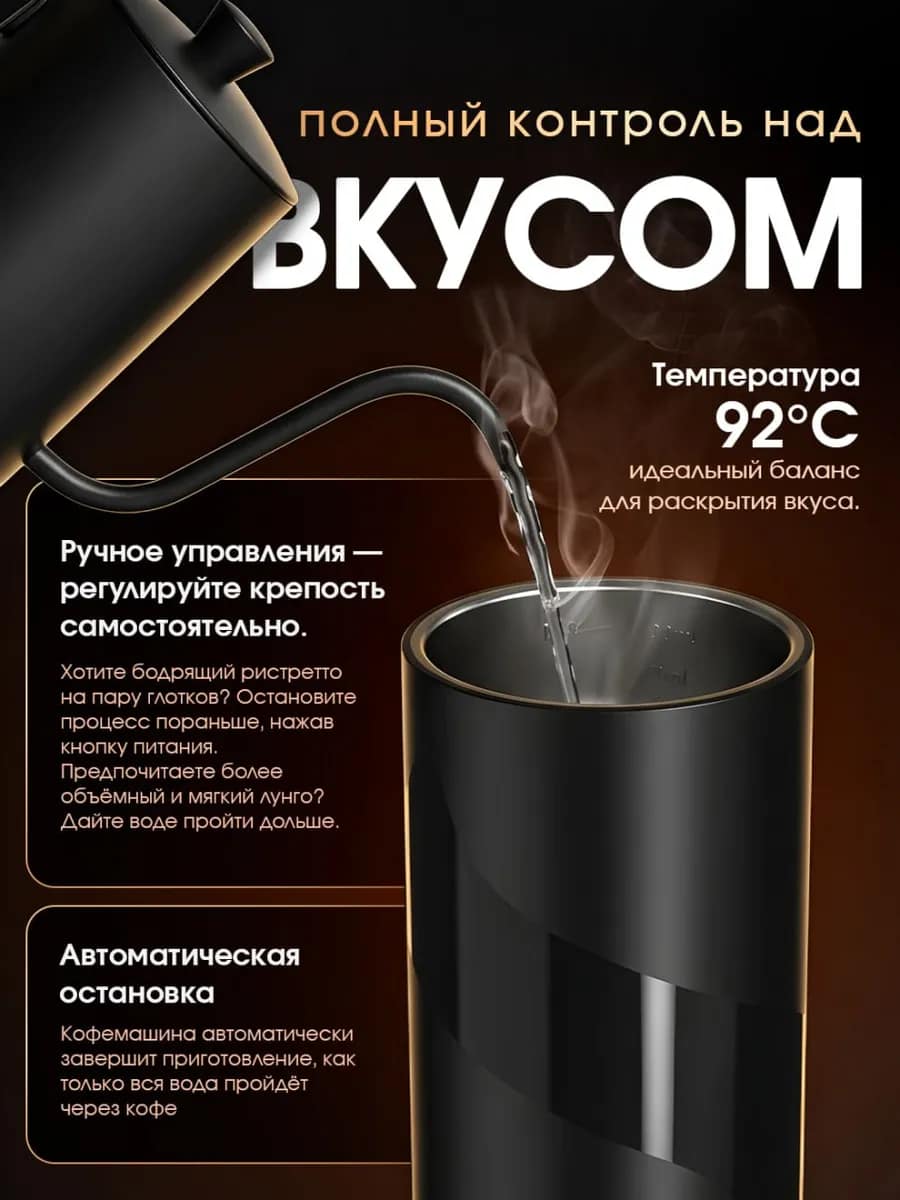 полный контроль над
ВКУСОМ
Температура
92°C
идеальный баланс
для раскрытия вкуса.
Ручное управления —
регулируйте крепость
самостоятельно.
Хотите бодрящий ристретто
на пару глотков? Остановите
процесс пораньше, нажав
кнопку питания.
Предпочитаете более
объёмный и мягкий лунго?
Дайте воде пройти дольше.
Автоматическая
остановка
Кофемашина автоматически
завершит приготовление, как
только вся вода пройдёт
через кофе